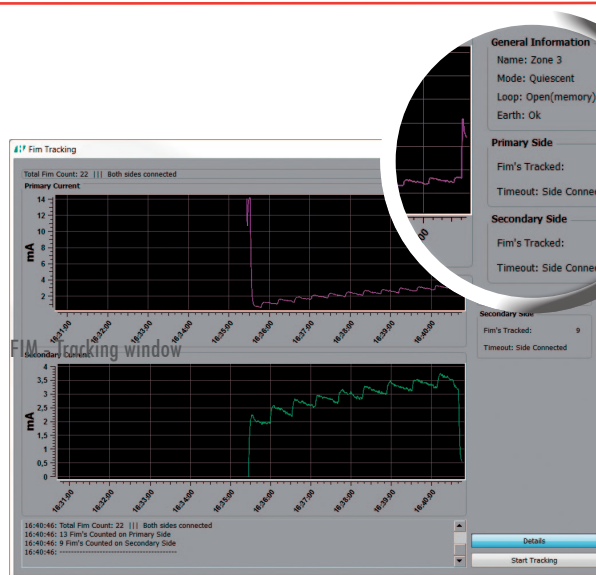 General Information
Name: Zone 3
Mode: Quiescent
Loop: Open(memory)
Earth: Ok
Primary Side
Fim's Tracked:
Timeout: Side Connec
Secondary Side
Fim's Tracked:
Timeout: Side Connec
Fim Tracking
Total Fim Count: 22 ||| Both sides connected
Primary Current
mA
14
12
10
8
6
4
2
16:31:00 16:32:00 16:33:00 16:34:00 16:35:00 16:36:00 16:37:00 16:38:00 16:39:00 16:40:00
:00
Secondary Side
Fim's Tracked: 9
Timeout: Side Connected
FIM - Tracking window
Secondary Current
mA
4
3,5
3
2,5
2
1,5
1
0,5
0
16:31:00 16:32:00 16:33:00 16:34:00 16:35:00 16:36:00 16:37:00 16:38:00 16:39:00 16:40:00
16:40:46: Total Fim Count: 22 ||| Both sides connected
16:40:46: 13 Fim's Counted on Primary Side
16:40:46: 9 Fim's Counted on Secondary Side
16:40:46: ----------------------------------------
Details
Start Tracking